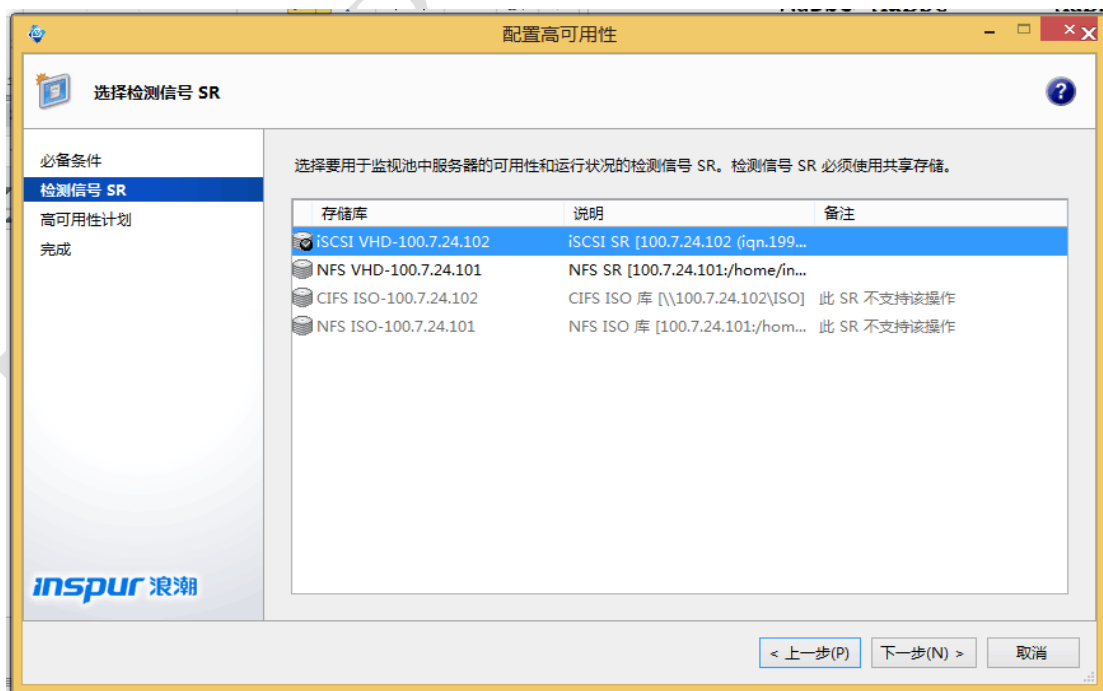 配置高可用性
选择检测信号 SR
必备条件
检测信号 SR
高可用性计划
完成
选择要用于监视池中服务器的可用性和运行状况的检测信号 SR。检测信号 SR 必须使用共享存储。
存储库 说明 备注
iSCSI VHD-100.7.24.102 iSCSI SR [100.7.24.102 (iqn.199...
NFS VHD-100.7.24.101 NFS SR [100.7.24.101:/home/in...
CIFS ISO-100.7.24.102 CIFS ISO 库 [\\100.7.24.102\ISO] 此 SR 不支持该操作
NFS ISO-100.7.24.101 NFS ISO 库 [100.7.24.101:/hom... 此 SR 不支持该操作
inspur 浪潮
< 上一步(P) 下一步(N) > 取消